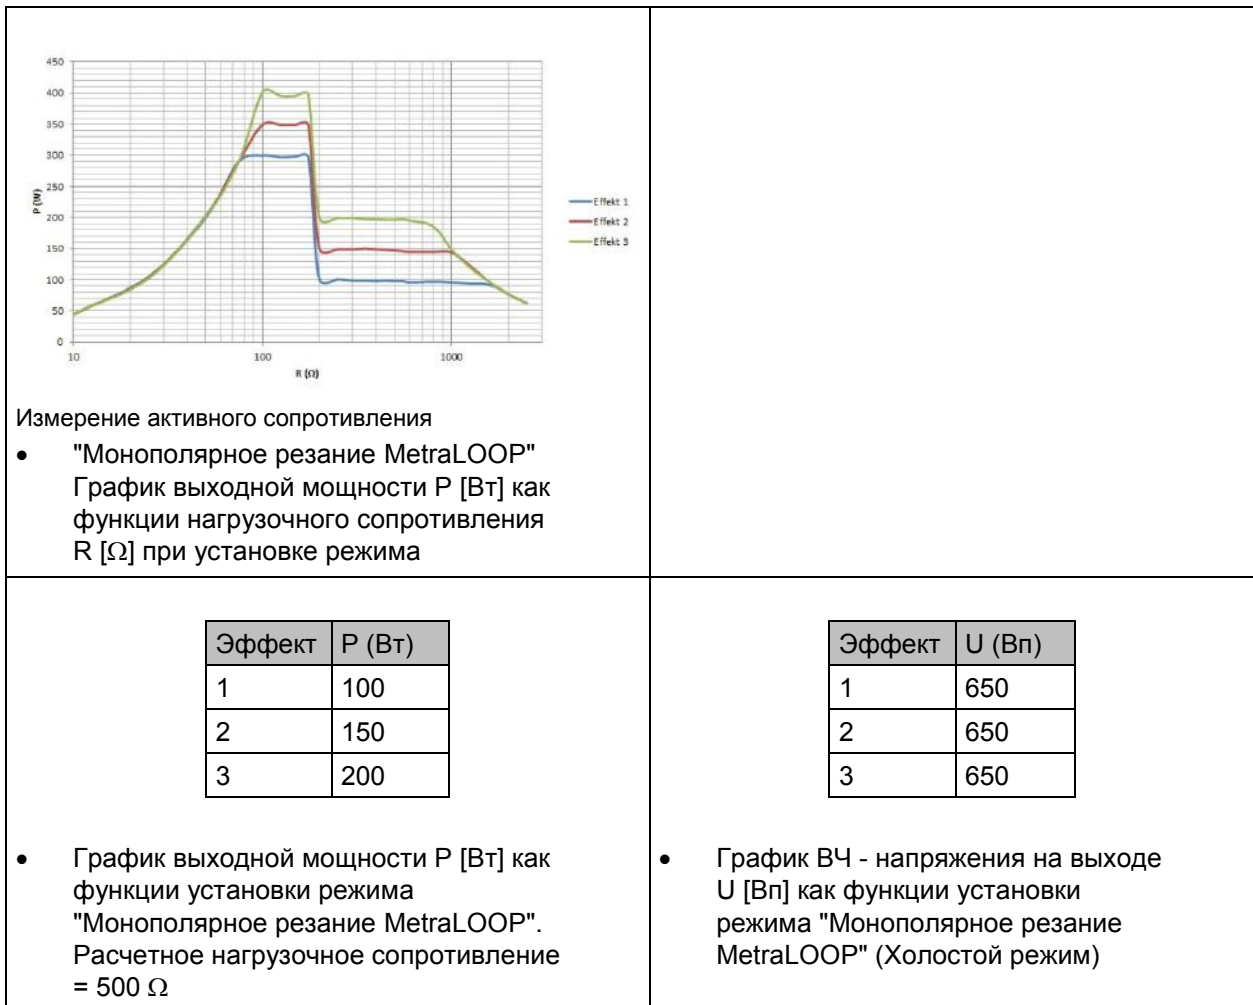 450
400
350
300
250
200
150
100
50
0
P (W)
10
100
1000
R (Ω)
Effekt 1
Effekt 2
Effekt 3
Измерение активного сопротивления
• "Монополярное резание MetraLOOP"
График выходной мощности P [Вт] как
функции нагрузочного сопротивления
R [Ω] при установке режима
Эффект P (Вт)
1 100
2 150
3 200
• График выходной мощности P [Вт] как
функции установки режима
"Монополярное резание MetraLOOP".
Расчетное нагрузочное сопротивление
= 500 Ω
Эффект U (Вп)
1 650
2 650
3 650
• График ВЧ - напряжения на выходе
U [Вп] как функции установки
режима "Монополярное резание
MetraLOOP" (Холостой режим)